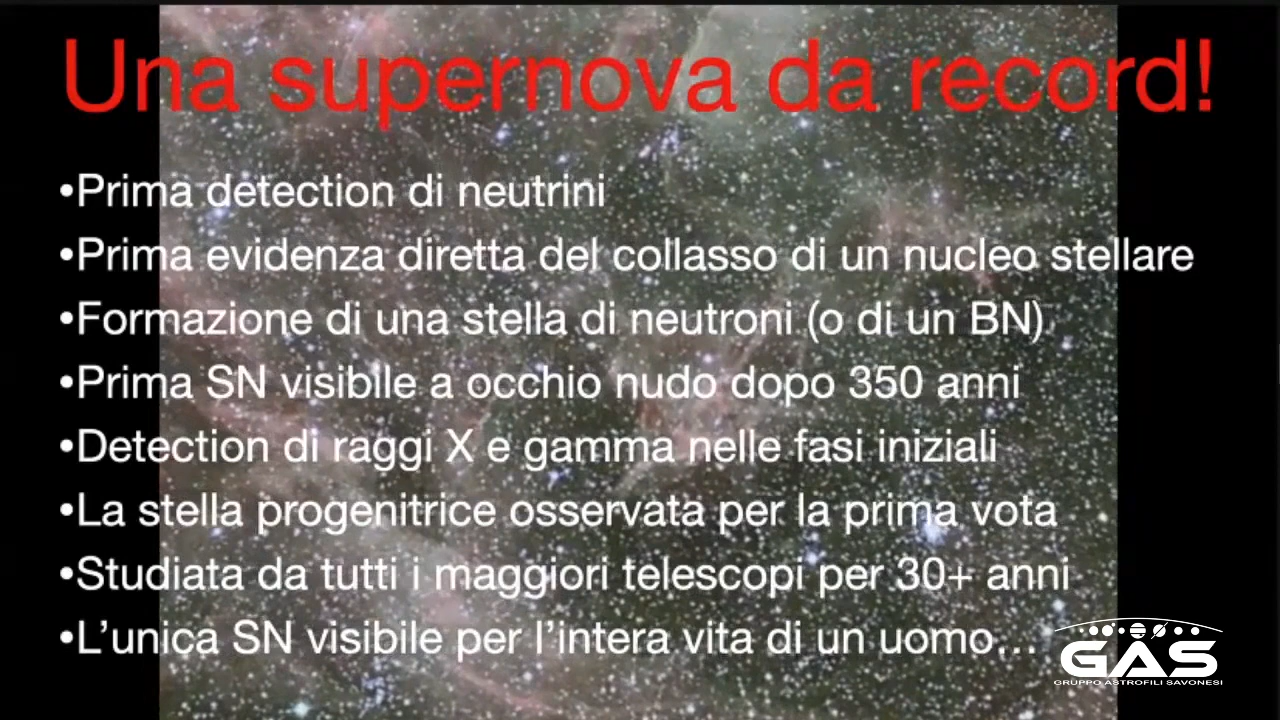 Una supernova da record!
•Prima detection di neutrini
•Prima evidenza diretta del collasso di un nucleo stellare
•Formazione di una stella di neutroni (o di un BN)
•Prima SN visibile a occhio nudo dopo 350 anni
•Detection di raggi X e gamma nelle fasi iniziali
•La stella progenitrice osservata per la prima vota
•Studiata da tutti i maggiori telescopi per 30+ anni
•L’unica SN visibile per l’intera vita di un uomo…
GAS
GRUPPO ASTROFILI SAVONESI